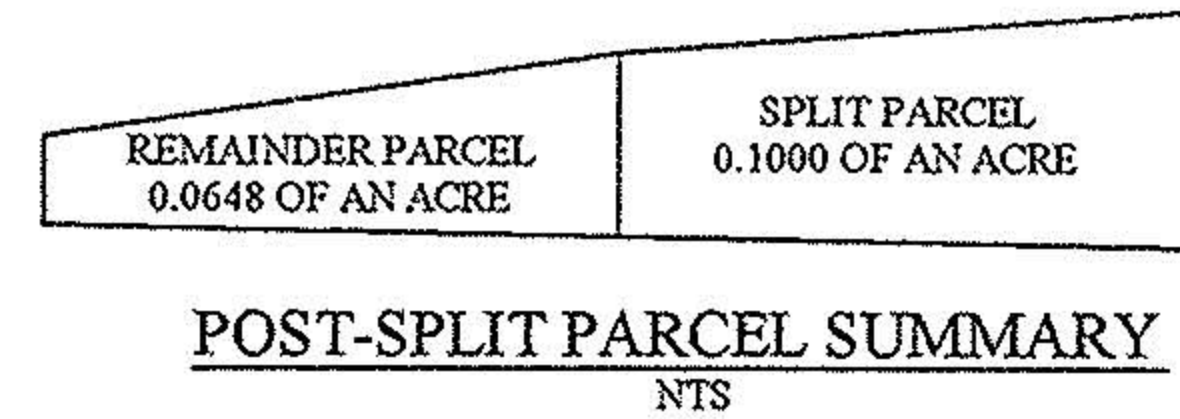 REMAINDER PARCEL
0.0648 OF AN ACRE
SPLIT PARCEL
0.1000 OF AN ACRE
POST-SPLIT PARCEL SUMMARY
NTS